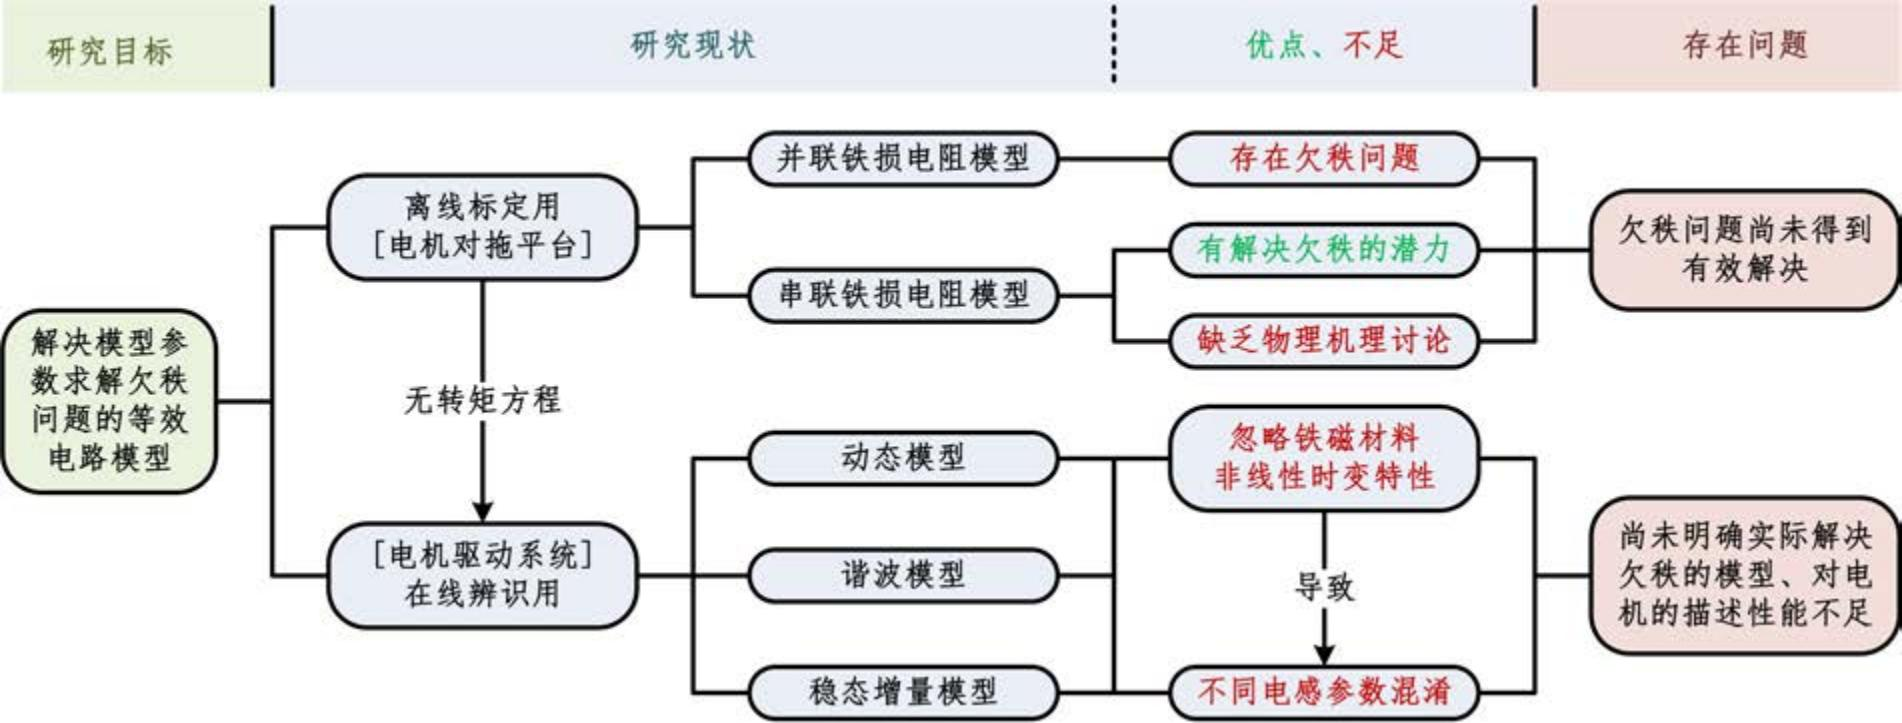 研究目标
研究现状
优点、不足
存在问题
解决模型参
数求解欠秩
问题的等效
电路模型
离线标定用
[电机对拖平台]
无转矩方程
[电机驱动系统]
在线辨识用
并联铁损电阻模型
串联铁损电阻模型
动态模型
谐波模型
稳态增量模型
存在欠秩问题
有解决欠秩的潜力
缺乏物理机理讨论
忽略铁磁材料
非线性时变特性
导致
不同电感参数混淆
欠秩问题尚未得到
有效解决
尚未明确实际解决
欠秩的模型、对电
机的描述性能不足